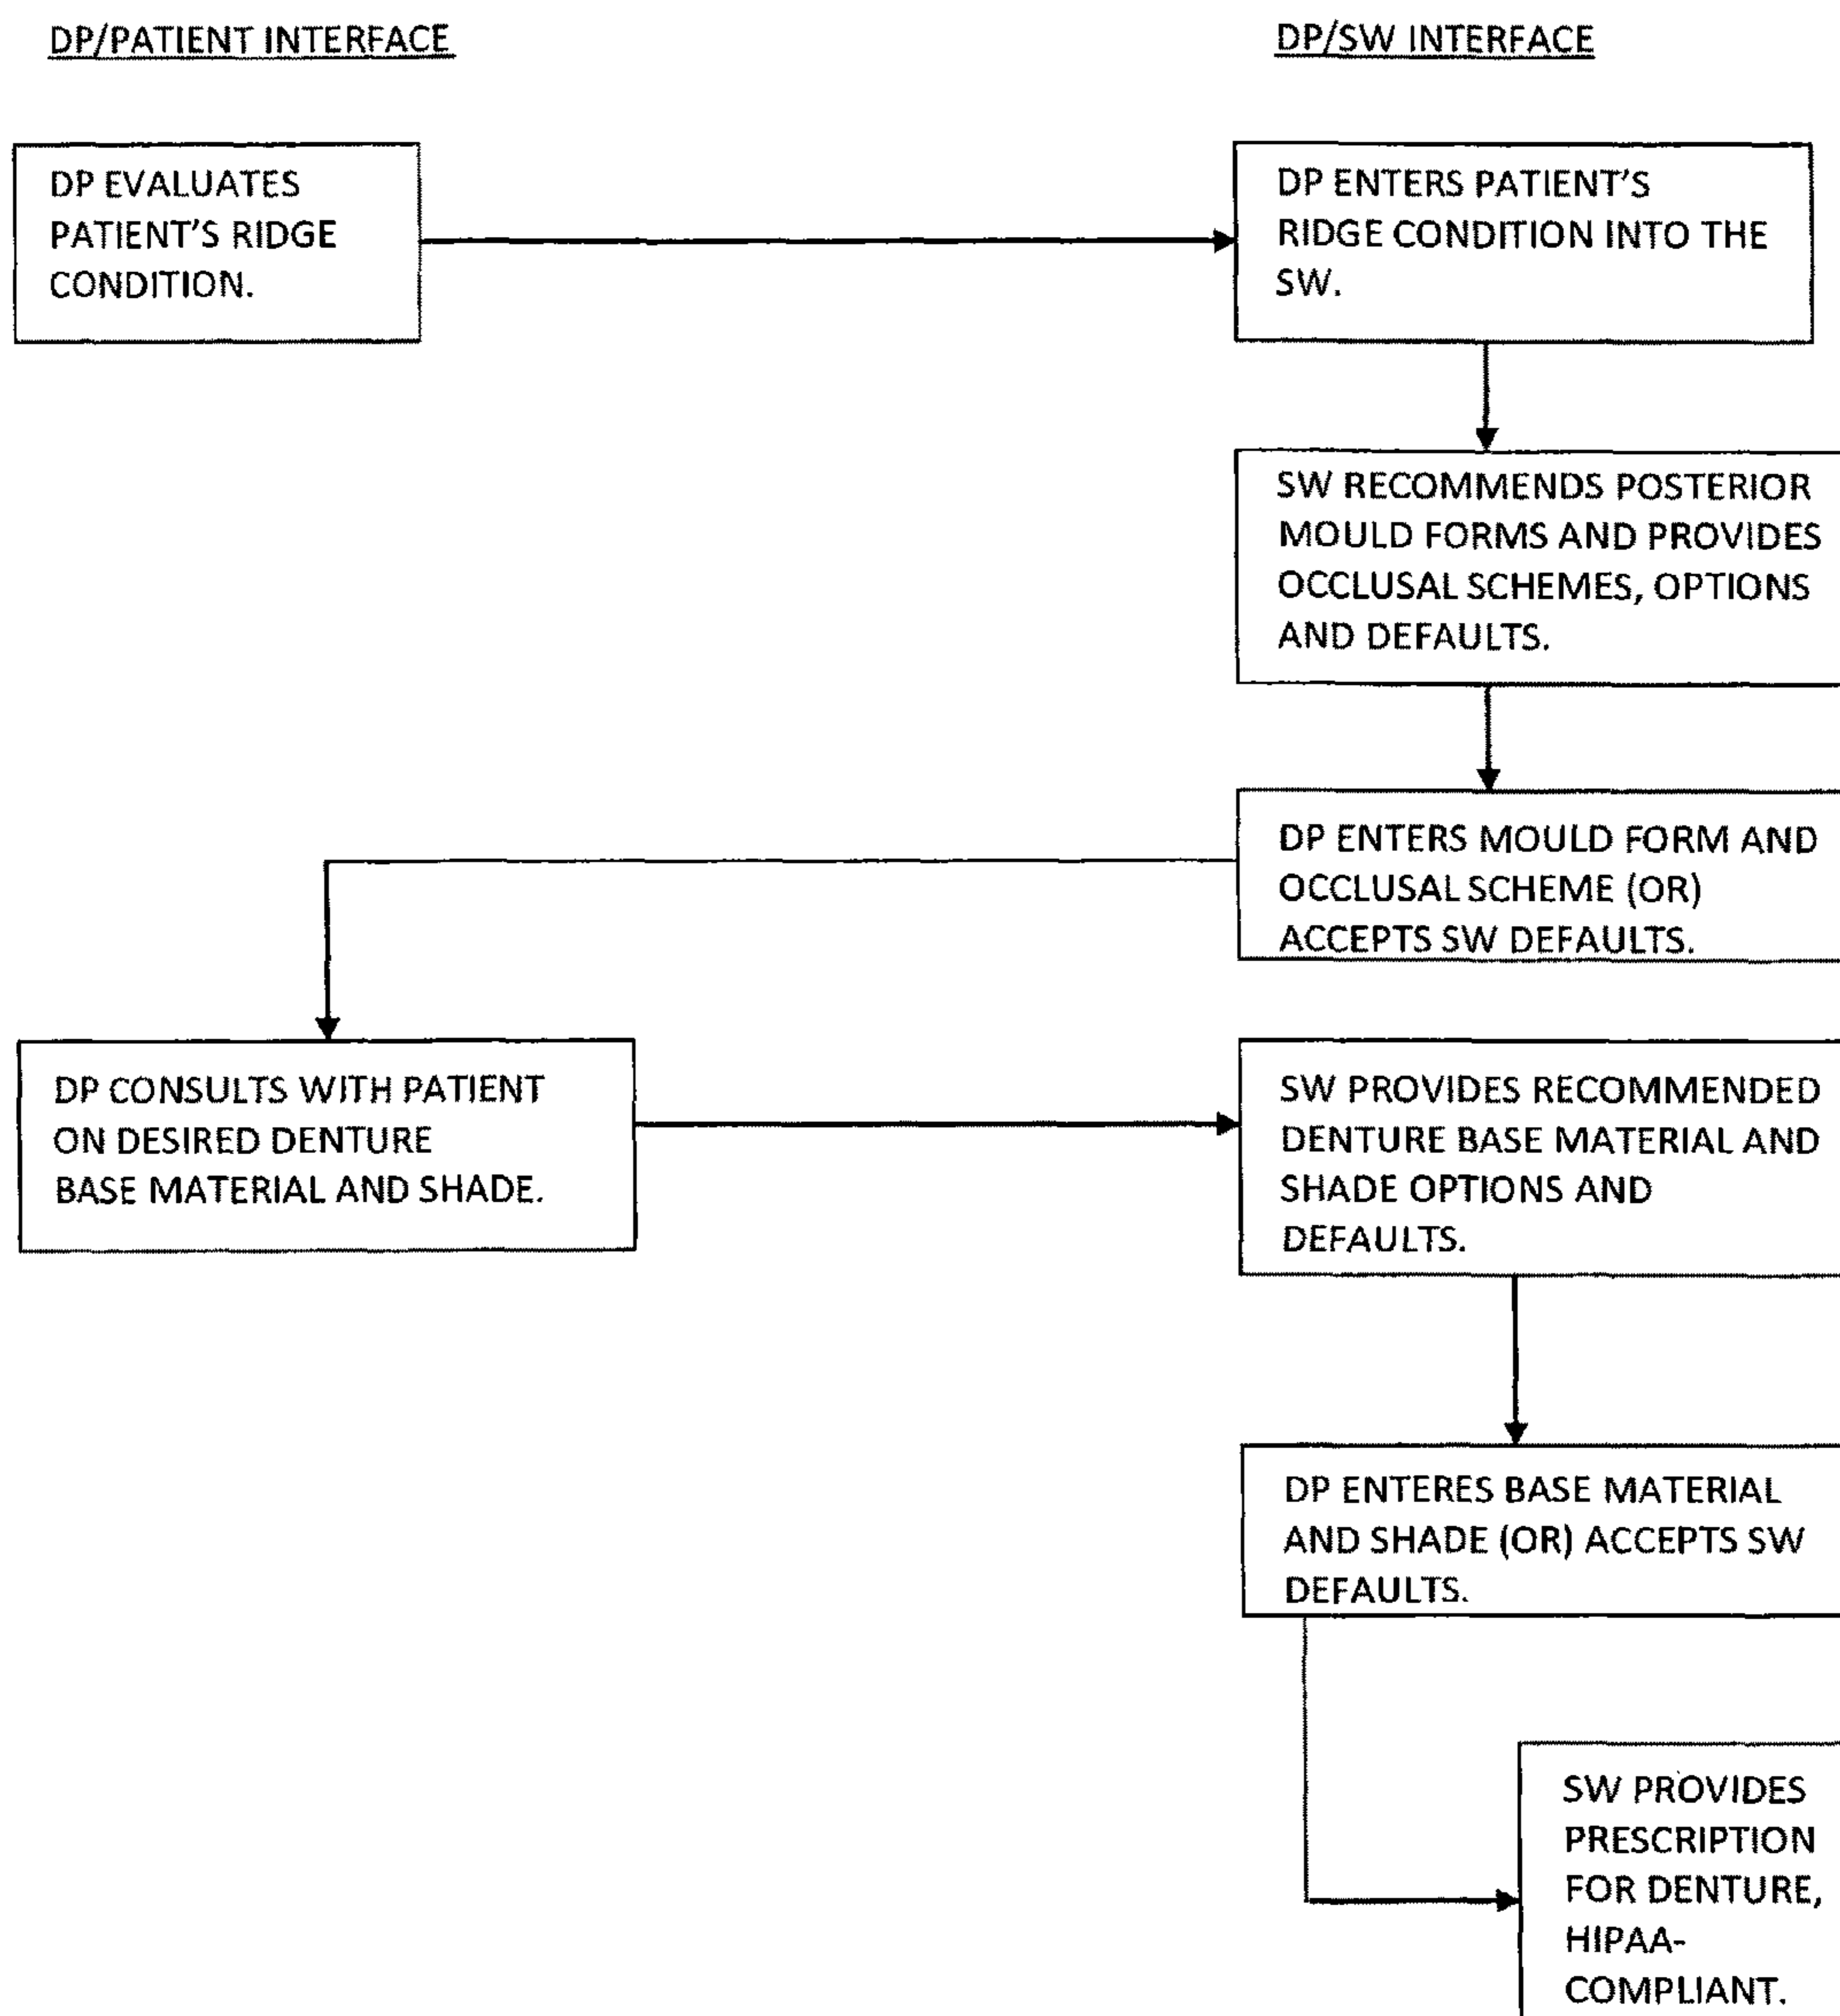 DP/PATIENT INTERFACE
DP/SW INTERFACE
DP EVALUATES
PATIENT'S RIDGE
CONDITION.
DP ENTERS PATIENT'S
RIDGE CONDITION INTO THE
SW.
SW RECOMMENDS POSTERIOR
MOULD FORMS AND PROVIDES
OCCLUSAL SCHEMES, OPTIONS
AND DEFAULTS.
DP ENTERS MOULD FORM AND
OCCLUSAL SCHEME (OR)
ACCEPTS SW DEFAULTS.
DP CONSULTS WITH PATIENT
ON DESIRED DENTURE
BASE MATERIAL AND SHADE.
SW PROVIDES RECOMMENDED
DENTURE BASE MATERIAL AND
SHADE OPTIONS AND
DEFAULTS.
DP ENTERES BASE MATERIAL
AND SHADE (OR) ACCEPTS SW
DEFAULTS.
SW PROVIDES
PRESCRIPTION
FOR DENTURE,
HIPAA-
COMPLIANT.